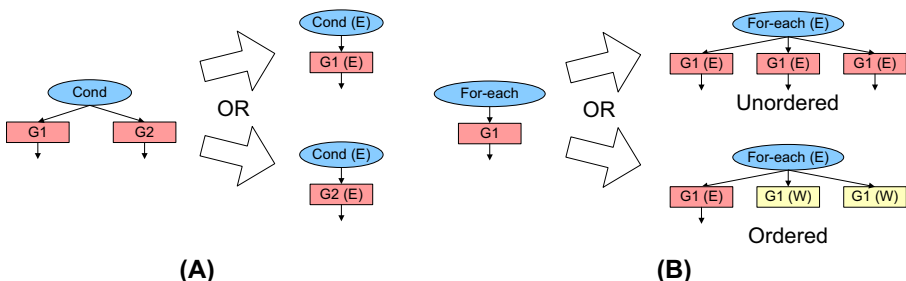 Cond
G1 G2
OR
Cond (E)
G1 (E)
Cond (E)
G2 (E)
(A)
For-each
G1
OR
For-each (E)
G1 (E) G1 (E) G1 (E)
Unordered
For-each (E)
G1 (E) G1 (W) G1 (W)
Ordered
(B)